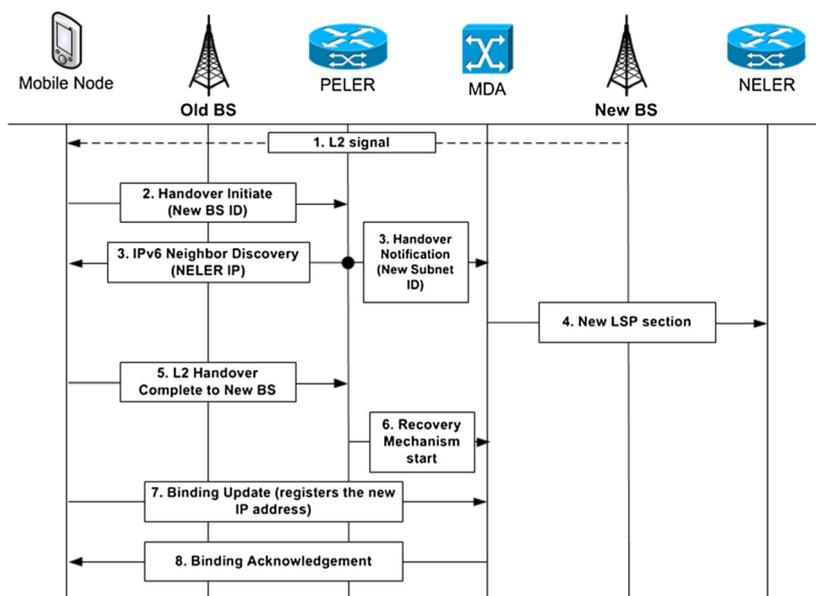 Mobile Node
Old BS
PELER
MDA
New BS
NELER
1. L2 signal
2. Handover Initiate
(New BS ID)
3. IPv6 Neighbor Discovery
(NELER IP)
3. Handover
Notification
(New Subnet
ID)
4. New LSP section
5. L2 Handover
Complete to New BS
6. Recovery
Mechanism
start
7. Binding Update (registers the new
IP address)
8. Binding Acknowledgement